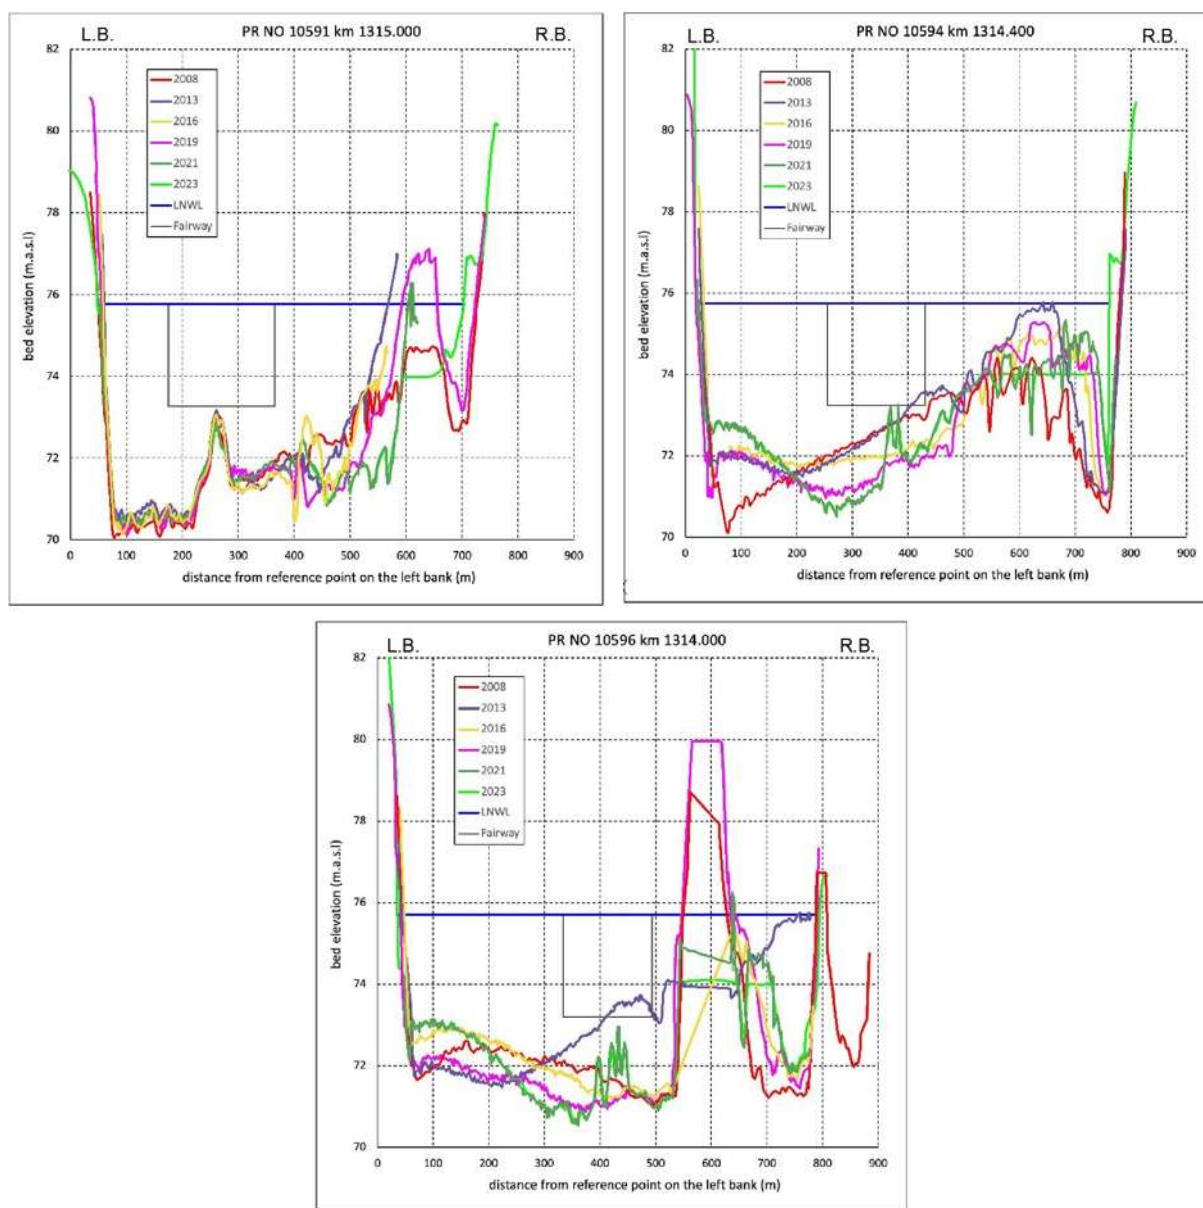 L.B. PR NO 10591 km 1315.000 R.B.
82
80
78
76
74
72
70
bed elevation (m.a.s.l)
2008
2013
2016
2019
2021
2023
LNWL
Fairway
0 100 200 300 400 500 600 700 800 900
distance from reference point on the left bank (m)
L.B. PR NO 10594 km 1314.400 R.B.
82
80
78
76
74
72
70
bed elevation (m.a.s.l)
2008
2013
2016
2019
2021
2023
LNWL
Fairway
0 100 200 300 400 500 600 700 800 900
distance from reference point on the left bank (m)
L.B. PR NO 10596 km 1314.000 R.B.
82
80
78
76
74
72
70
bed elevation (m.a.s.l)
2008
2013
2016
2019
2021
2023
LNWL
Fairway
0 100 200 300 400 500 600 700 800 900
distance from reference point on the left bank (m)